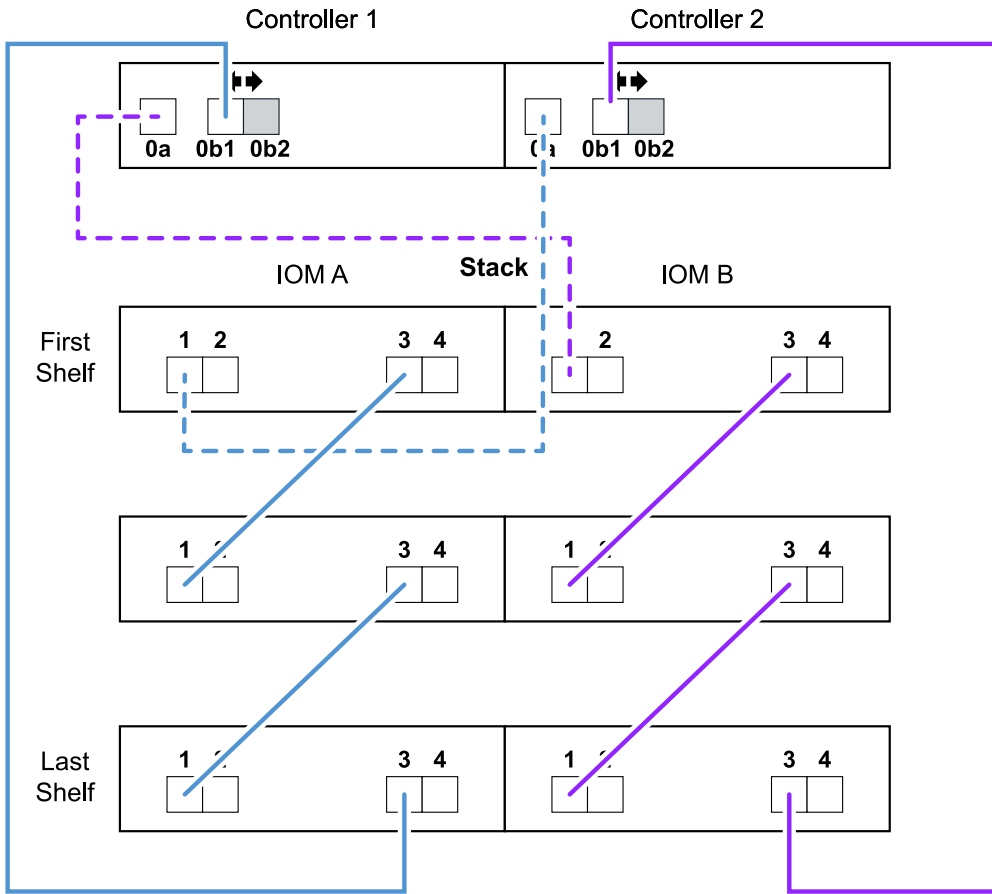 Controller 1 Controller 2
0a 0b1 0b2 0b1 0b2
Stack
IOM A IOM B
First
Shelf
1 2 3 4 2 3 4
1 3 4 1 3 4
Last
Shelf
1 3 4 1 3 4